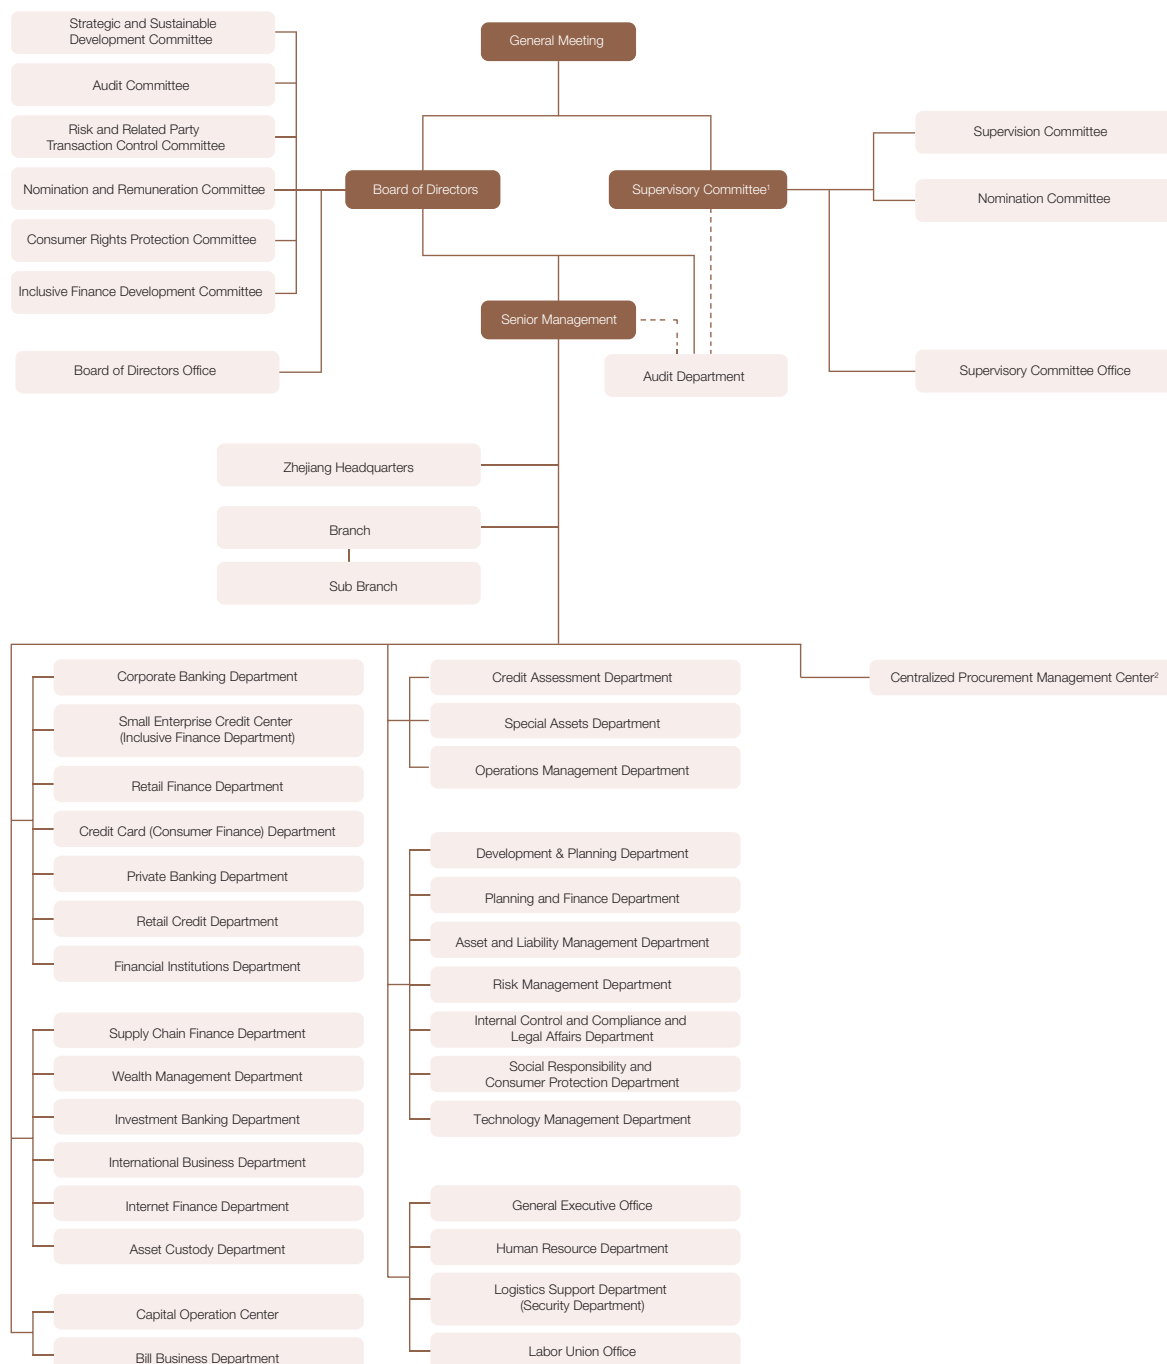 General Meeting
Strategic and Sustainable
Development Committee
Audit Committee
Risk and Related Party
Transaction Control Committee
Nomination and Remuneration Committee
Consumer Rights Protection Committee
Inclusive Finance Development Committee
Board of Directors Office
Board of Directors
Supervisory Committee¹
Supervision Committee
Nomination Committee
Supervisory Committee Office
Senior Management
Audit Department
Zhejiang Headquarters
Branch
Sub Branch
Corporate Banking Department
Small Enterprise Credit Center
(Inclusive Finance Department)
Retail Finance Department
Credit Card (Consumer Finance) Department
Private Banking Department
Retail Credit Department
Financial Institutions Department
Supply Chain Finance Department
Wealth Management Department
Investment Banking Department
International Business Department
Internet Finance Department
Asset Custody Department
Capital Operation Center
Bill Business Department
Credit Assessment Department
Special Assets Department
Operations Management Department
Development & Planning Department
Planning and Finance Department
Asset and Liability Management Department
Risk Management Department
Internal Control and Compliance and
Legal Affairs Department
Social Responsibility and
Consumer Protection Department
Technology Management Department
General Executive Office
Human Resource Department
Logistics Support Department
(Security Department)
Labor Union Office
Centralized Procurement Management Center²